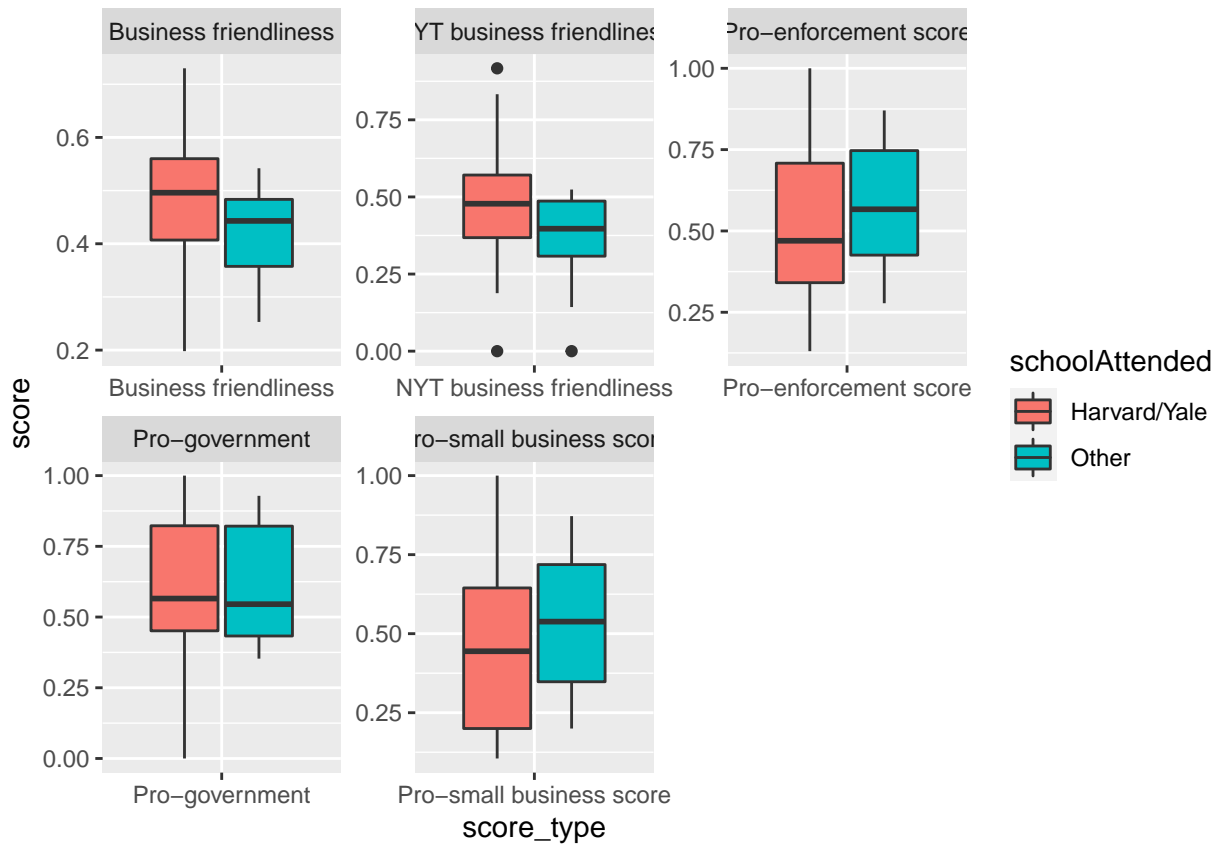 Business friendliness
YT business friendlines
Pro−enforcement score
0.6
0.4
0.2
0.75
0.50
0.25
0.00
1.00
0.75
0.50
0.25
Business friendliness
NYT business friendliness
Pro−enforcement score
score
Pro−government
ro−small business scor
1.00
0.75
0.50
0.25
0.00
1.00
0.75
0.50
0.25
Pro−government
Pro−small business score
score_type
schoolAttended
Harvard/Yale
Other